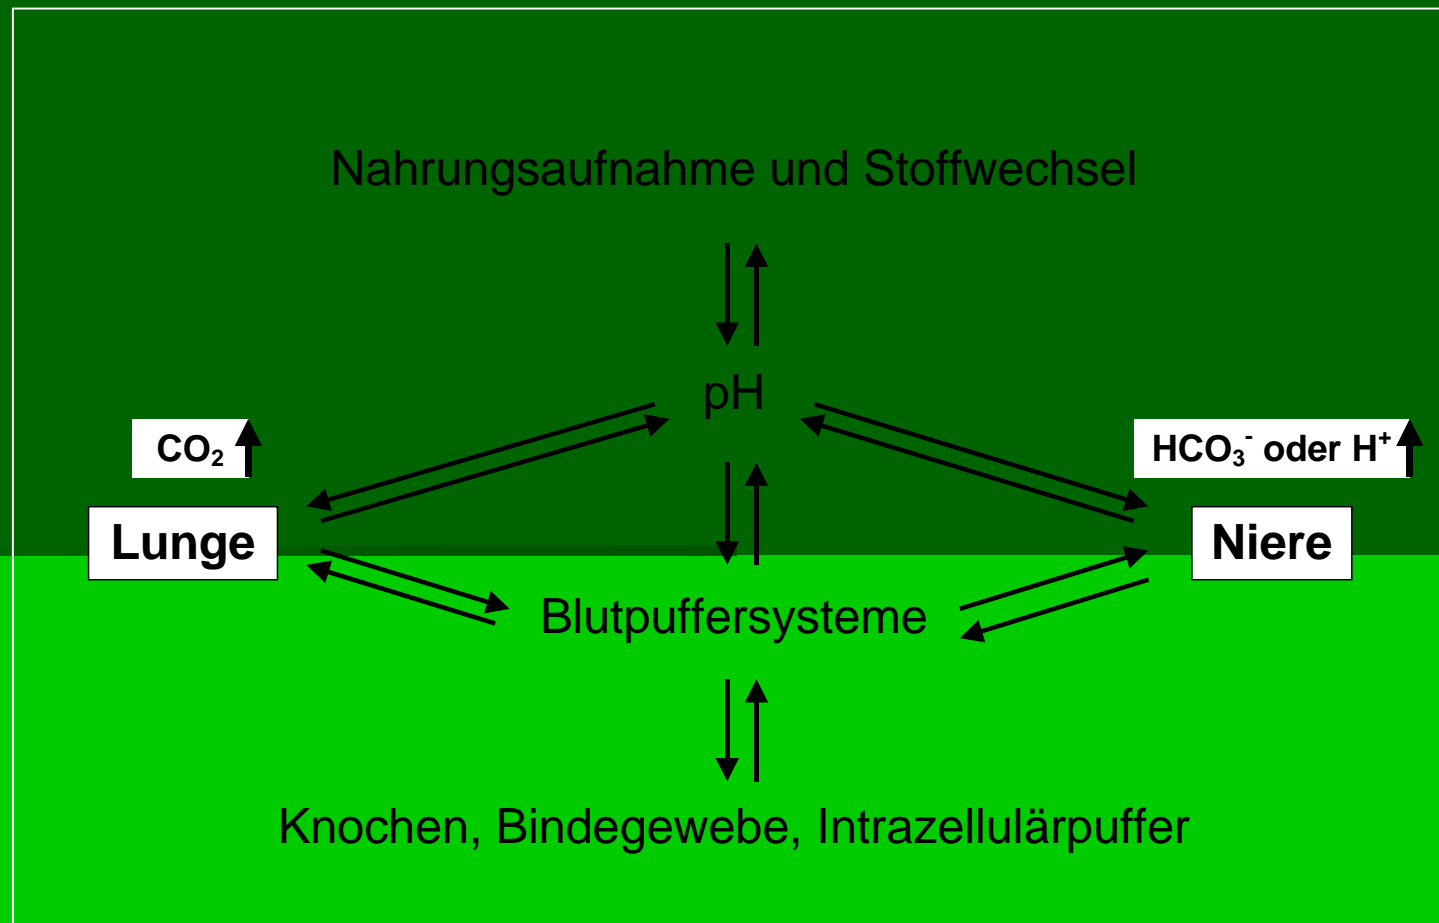 Nahrungsaufnahme und Stoffwechsel
pH
CO₂
HCO₃⁻ oder H⁺
Lunge
Niere
Blutpuffersysteme
Knochen, Bindegewebe, Intrazellulärpuffer